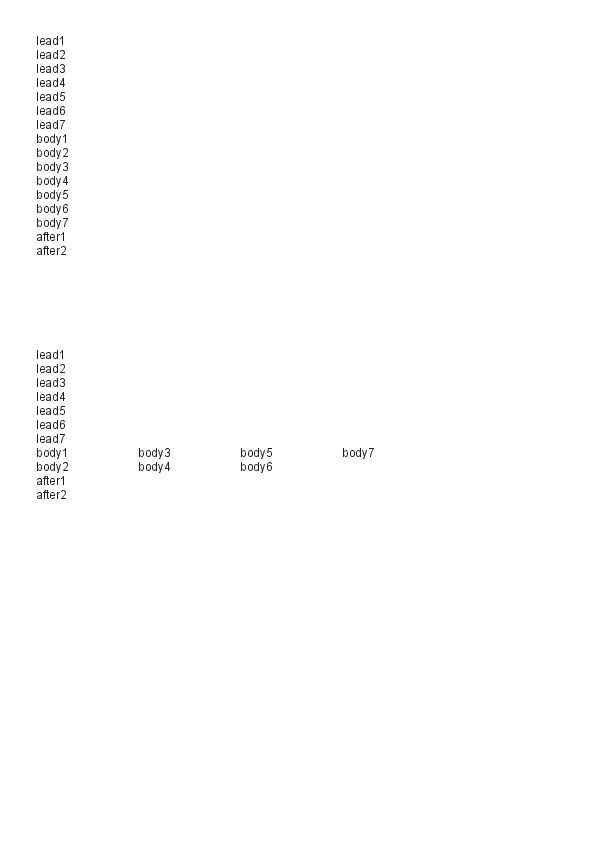 lead1
lead2
lead3
lead4
lead5
lead6
lead7
body1
body2
body3
body4
body5
body6
body7
after1
after2
lead1
lead2
lead3
lead4
lead5
lead6
lead7
body1 body3 body5 body7
body2 body4 body6
after1
after2